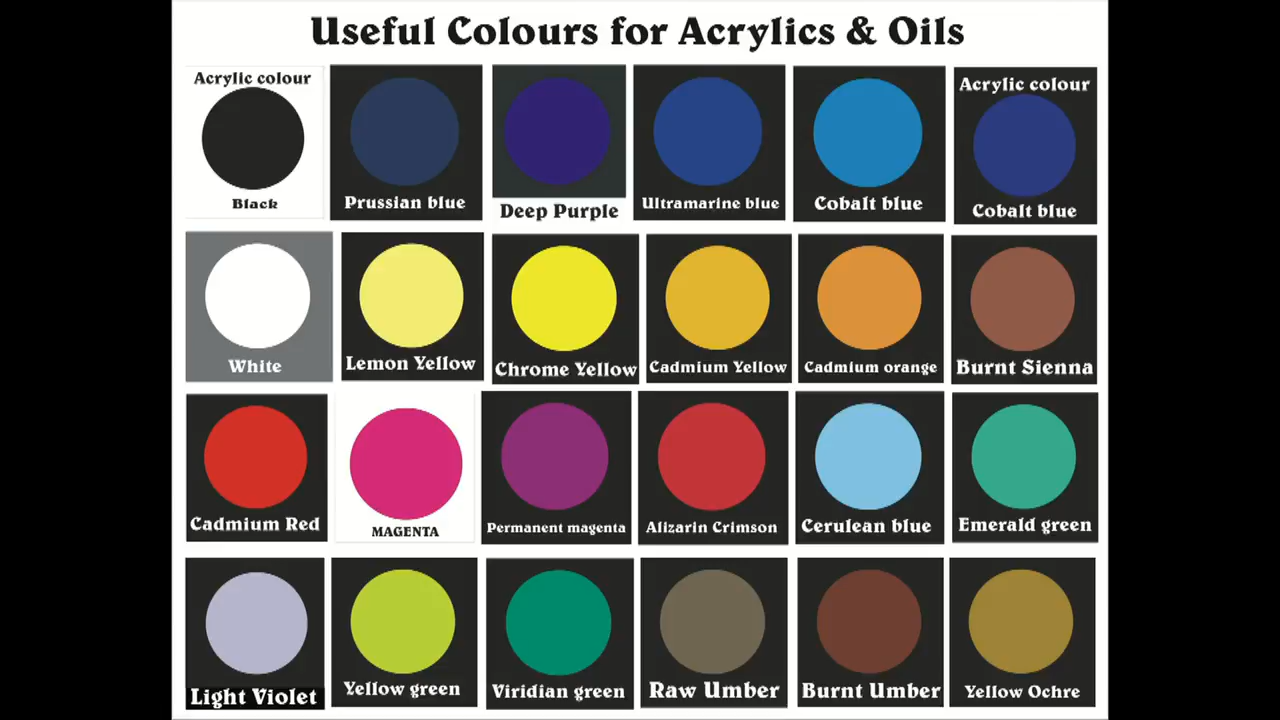 Useful Colours for Acrylics & Oils
Acrylic colour
Black
Prussian blue
Deep Purple
Ultramarine blue
Cobalt blue
Acrylic colour
Cobalt blue
White
Lemon Yellow
Chrome Yellow
Cadmium Yellow
Cadmium orange
Burnt Sienna
Cadmium Red
MAGENTA
Permanent magenta
Alizarin Crimson
Cerulean blue
Emerald green
Light Violet
Yellow green
Viridian green
Raw Umber
Burnt Umber
Yellow Ochre